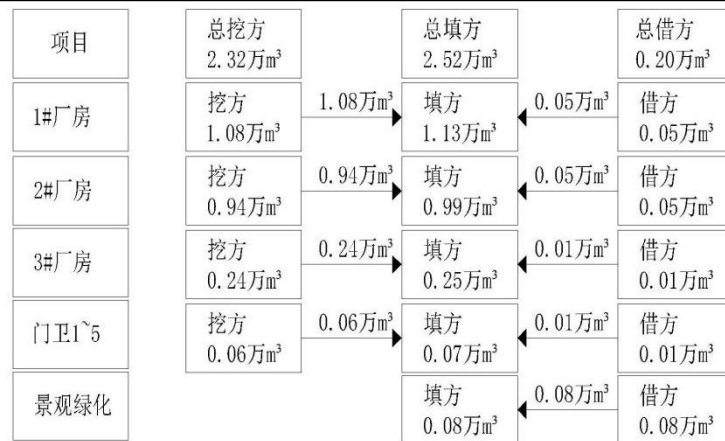 项目
总挖方
2.32万m³
总填方
2.52万m³
总借方
0.20万m³
1#厂房
挖方
1.08万m³
1.08万m³
填方
1.13万m³
0.05万m³
借方
0.05万m³
2#厂房
挖方
0.94万m³
0.94万m³
填方
0.99万m³
0.05万m³
借方
0.05万m³
3#厂房
挖方
0.24万m³
0.24万m³
填方
0.25万m³
0.01万m³
借方
0.01万m³
门卫1~5
挖方
0.06万m³
0.06万m³
填方
0.07万m³
0.01万m³
借方
0.01万m³
景观绿化
填方
0.08万m³
0.08万m³
借方
0.08万m³